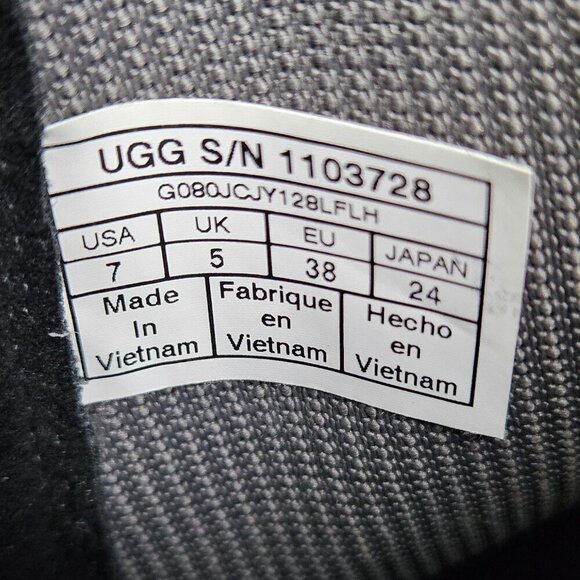 UGG S/N 1103728
G080JCJY128LFLH
USA UK EU JAPAN
7 5 38 24
Made In Vietnam
Fabrique en Vietnam
Hecho en Vietnam